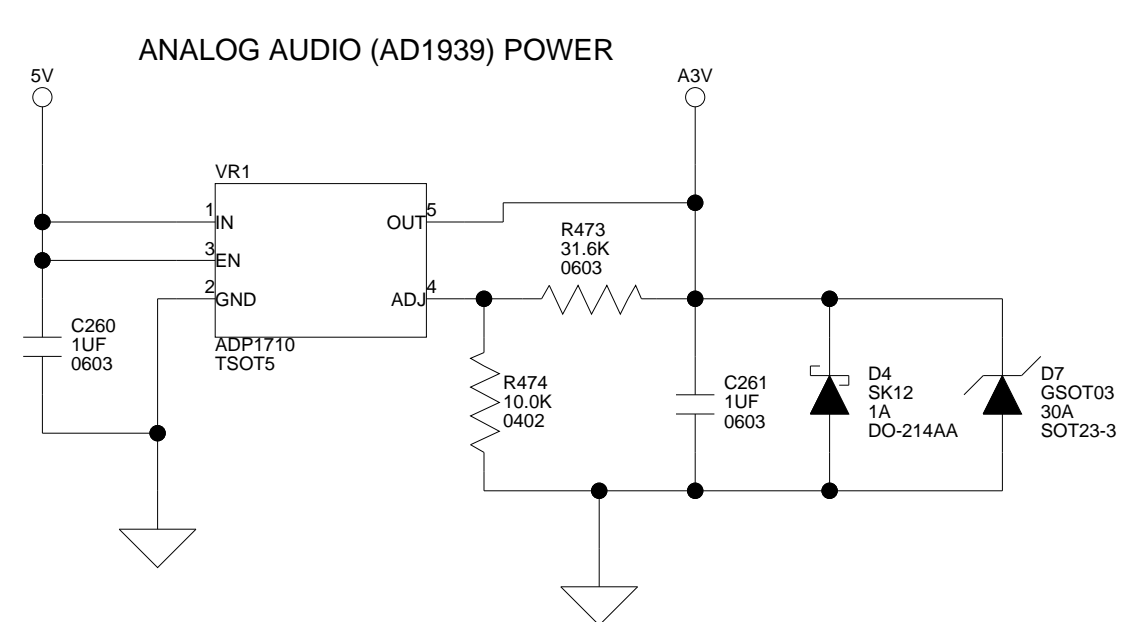 ANALOG AUDIO (AD1939) POWER
5V
A3V
VR1
1
IN
3
EN
2
GND
OUT
5
ADJ
4
ADP1710
TSOT5
R473
31.6K
0603
C260
1UF
0603
R474
10.0K
0402
C261
1UF
0603
D4
SK12
1A
DO-214AA
D7
GSOT03
30A
SOT23-3